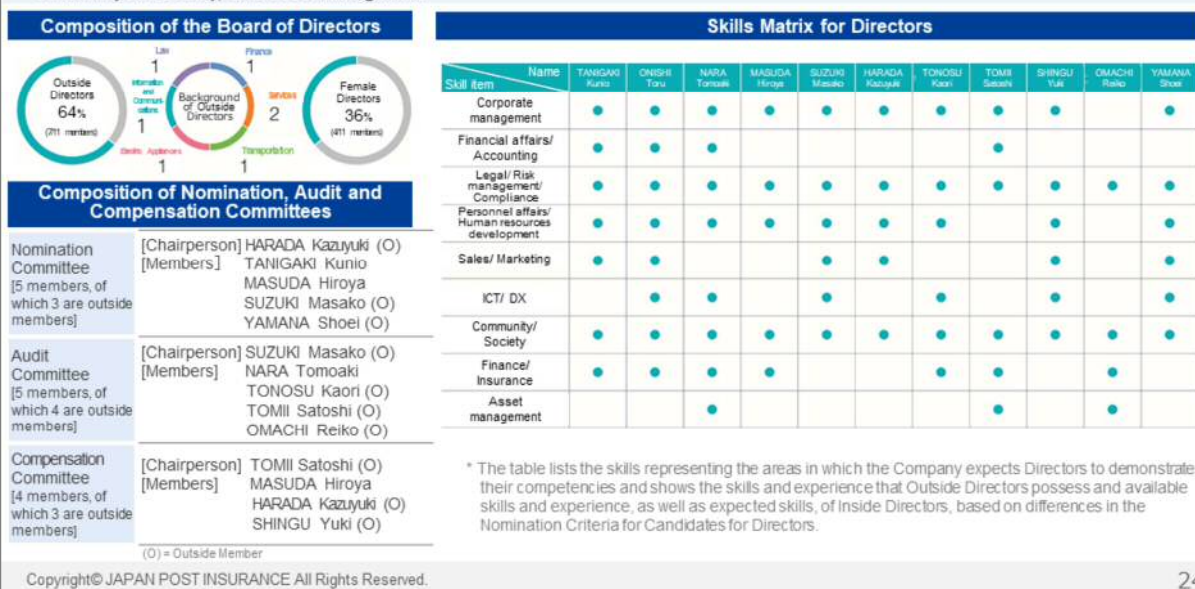 Composition of the Board of Directors
Outside
Directors
64%
(7/11 members)
Law
1
Finance
1
Information
and
Communi-
cations
1
Background
of Outside
Directors
Services
2
Electric Appliances
1
Transportation
1
Female
Directors
36%
(4/11 members)
Composition of Nomination, Audit and
Compensation Committees
Nomination
Committee
[5 members, of
which 3 are outside
members]
[Chairperson] HARADA Kazuyuki (O)
[Members] TANIGAKI Kunio
MASUDA Hiroya
SUZUKI Masako (O)
YAMANA Shoei (O)
Audit
Committee
[5 members, of
which 4 are outside
members]
[Chairperson] SUZUKI Masako (O)
[Members] NARA Tomoaki
TONOSU Kaori (O)
TOMII Satoshi (O)
OMACHI Reiko (O)
Compensation
Committee
[4 members, of
which 3 are outside
members]
[Chairperson] TOMII Satoshi (O)
[Members] MASUDA Hiroya
HARADA Kazuyuki (O)
SHINGU Yuki (O)
(O) = Outside Member
Skills Matrix for Directors
Name
Skill item
TANIGAKI
Kunio
ONISHI
Toru
NARA
Tomoaki
MASUDA
Hiroya
SUZUKI
Masako
HARADA
Kazuyuki
TONOSU
Kaori
TOMII
Satoshi
SHINGU
Yuki
OMACHI
Reiko
YAMANA
Shoei
Corporate
management
Financial affairs/
Accounting
Legal/ Risk
management/
Compliance
Personnel affairs/
Human resources
development
Sales/ Marketing
ICT/ DX
Community/
Society
Finance/
Insurance
Asset
management
* The table lists the skills representing the areas in which the Company expects Directors to demonstrate
their competencies and shows the skills and experience that Outside Directors possess and available
skills and experience, as well as expected skills, of Inside Directors, based on differences in the
Nomination Criteria for Candidates for Directors.
Copyright© JAPAN POST INSURANCE All Rights Reserved.
24